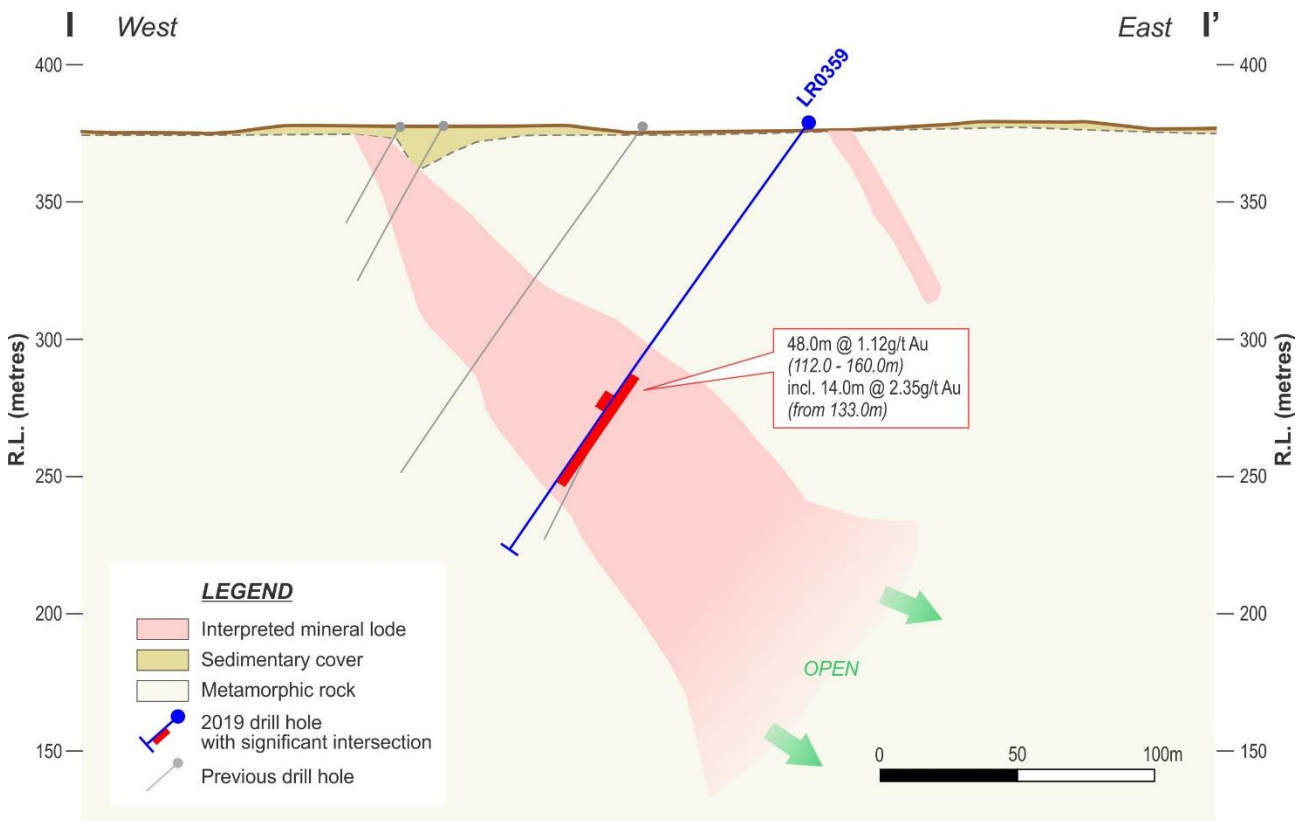 I West East I'
400 400
LR0359
350 350
300 300
R.L. (metres) R.L. (metres)
48.0m @ 1.12g/t Au
(112.0 - 160.0m)
incl. 14.0m @ 2.35g/t Au
(from 133.0m)
250 250
200 200
150 150
OPEN
LEGEND
Interpreted mineral lode
Sedimentary cover
Metamorphic rock
2019 drill hole
with significant intersection
Previous drill hole
0 50 100m